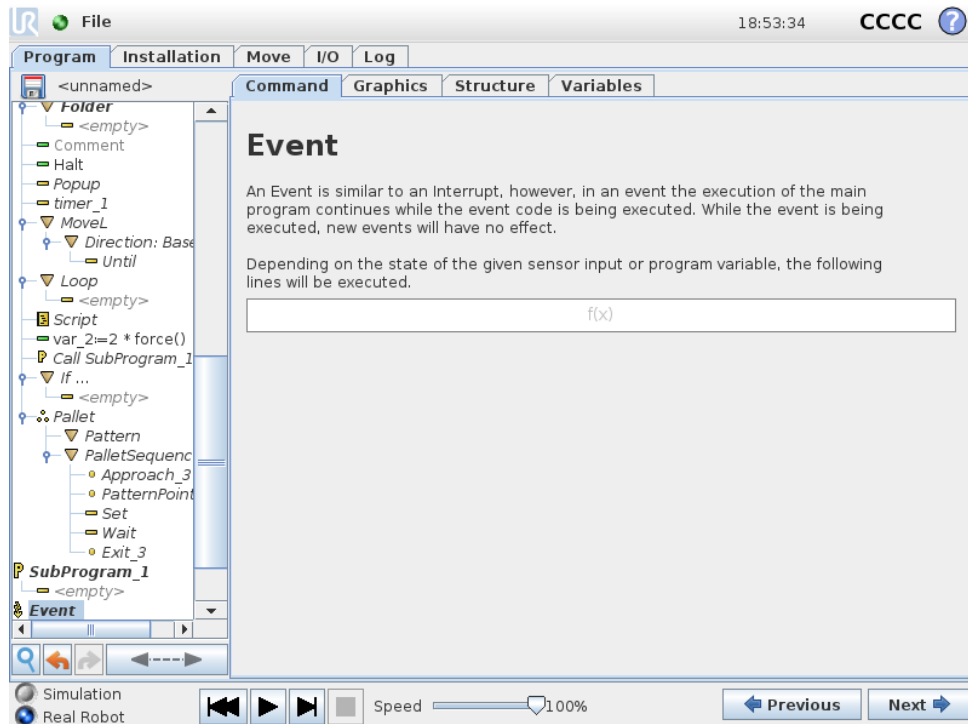 UR File 18:53:34 CCCC ?
Program Installation Move I/O Log
<unnamed>
Command Graphics Structure Variables
Folder
<empty>
Comment
Halt
Popup
timer_1
MoveL
Direction: Base
Until
Loop
<empty>
Script
var_2:=2 * force()
Call SubProgram_1
If ...
<empty>
Pallet
Pattern
PalletSequenc
Approach_3
PatternPoint
Set
Wait
Exit_3
SubProgram_1
<empty>
Event
Event
An Event is similar to an Interrupt, however, in an event the execution of the main
program continues while the event code is being executed. While the event is being
executed, new events will have no effect.
Depending on the state of the given sensor input or program variable, the following
lines will be executed.
f(x)
Simulation
Real Robot
Speed 100%
Previous Next